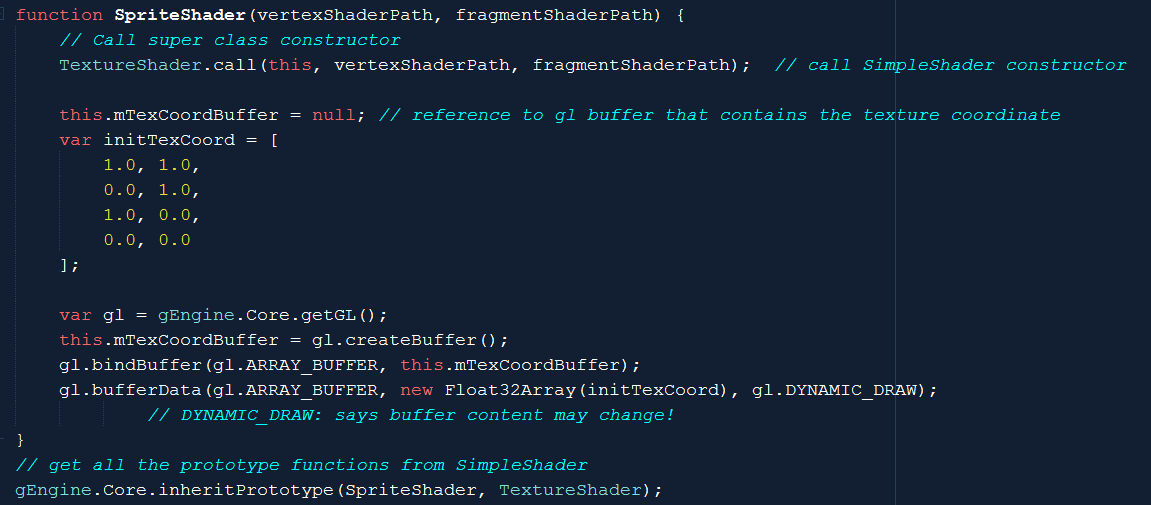 function SpriteShader(vertexShaderPath, fragmentShaderPath) {
    // Call super class constructor
    TextureShader.call(this, vertexShaderPath, fragmentShaderPath);  // call SimpleShader constructor

    this.mTexCoordBuffer = null; // reference to gl buffer that contains the texture coordinate
    var initTexCoord = [
        1.0, 1.0,
        0.0, 1.0,
        1.0, 0.0,
        0.0, 0.0
    ];

    var gl = gEngine.Core.getGL();
    this.mTexCoordBuffer = gl.createBuffer();
    gl.bindBuffer(gl.ARRAY_BUFFER, this.mTexCoordBuffer);
    gl.bufferData(gl.ARRAY_BUFFER, new Float32Array(initTexCoord), gl.DYNAMIC_DRAW);
            // DYNAMIC_DRAW: says buffer content may change!
}
// get all the prototype functions from SimpleShader
gEngine.Core.inheritPrototype(SpriteShader, TextureShader);